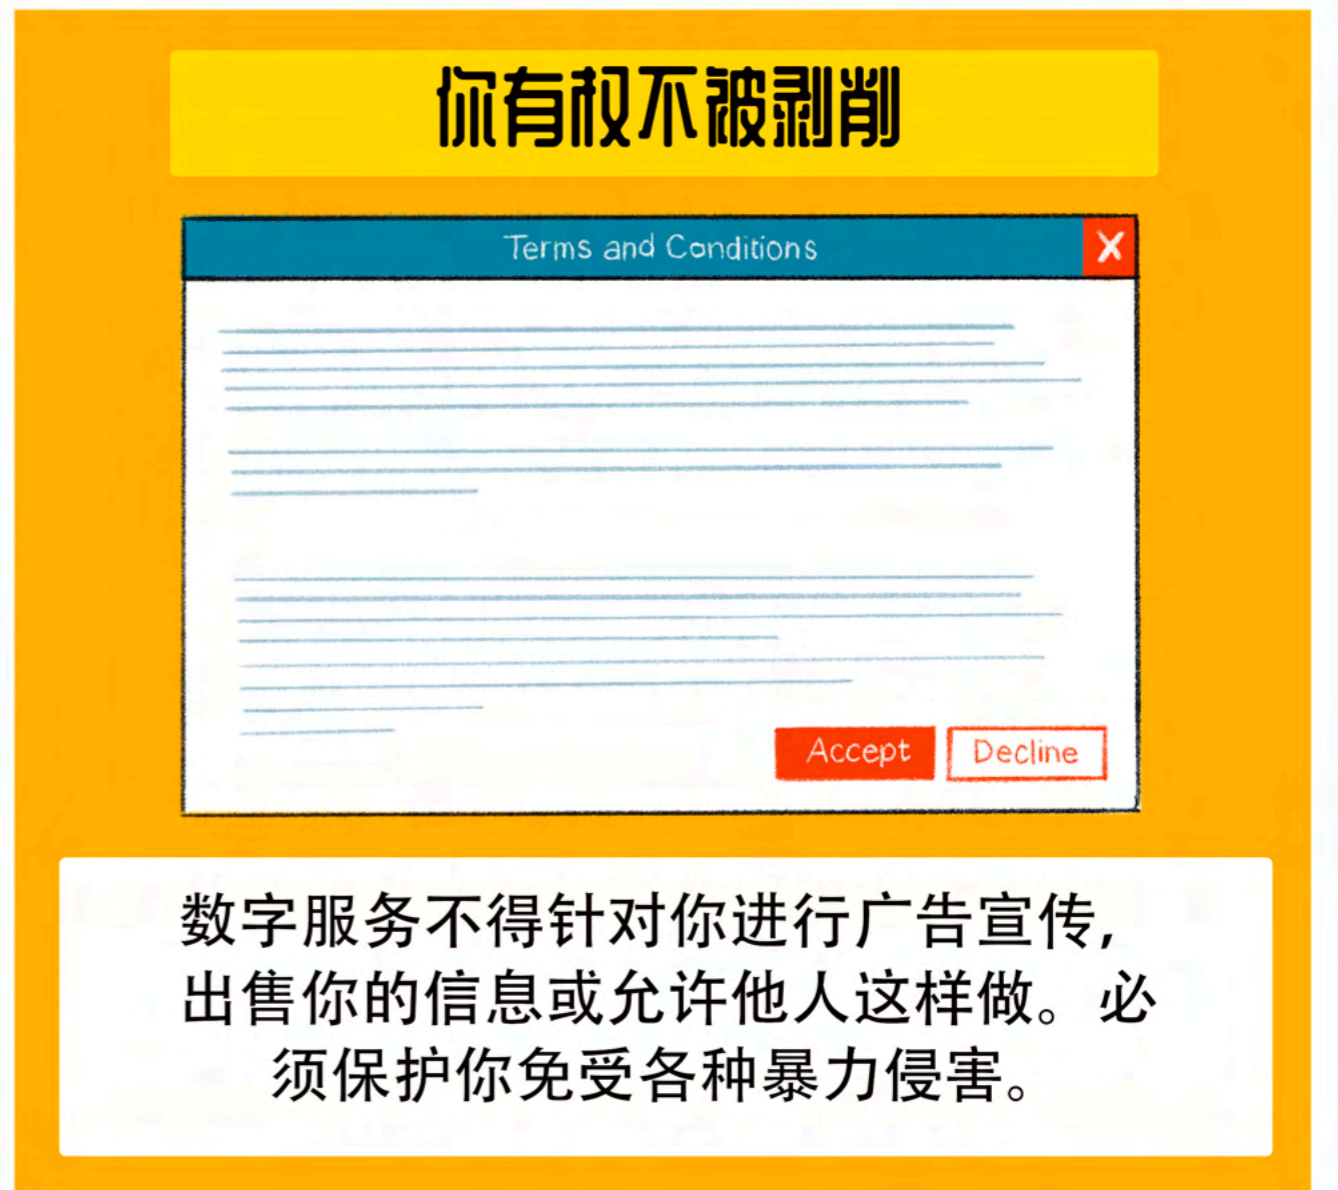 你有权不被剥削
Terms and Conditions X
Accept Decline
数字服务不得针对你进行广告宣传,
出售你的信息或允许他人这样做。必
须保护你免受各种暴力侵害。